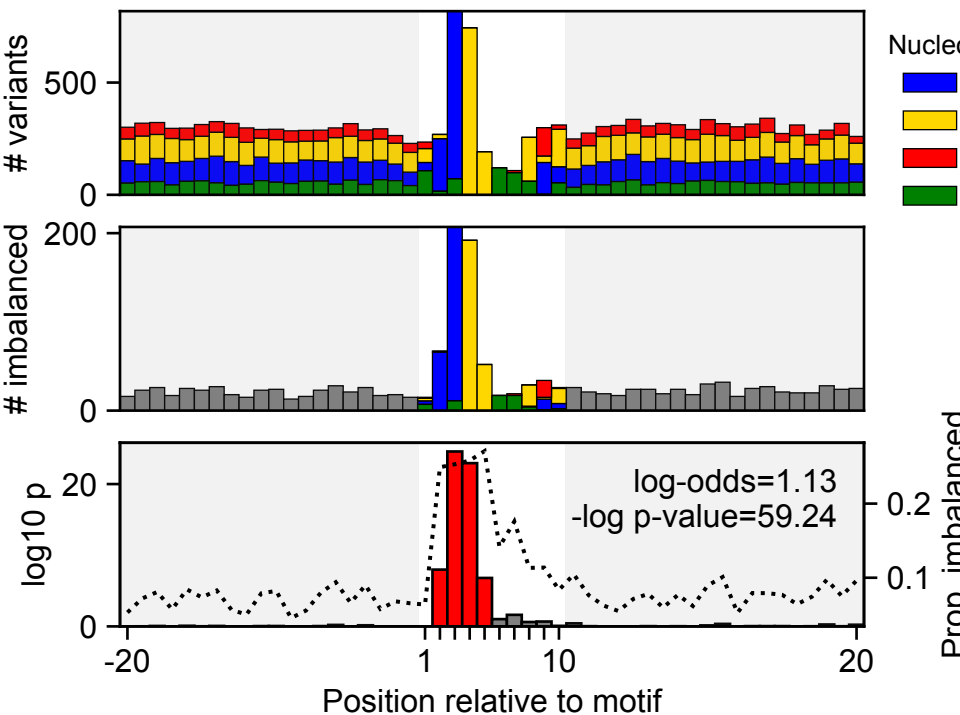 # variants
500
0
Nucleo
# imbalanced
200
0
log10 p
20
0
log-odds=1.13
-log p-value=59.24
0.2
0.1
Prop. imbalanced
-20
1
10
20
Position relative to motif